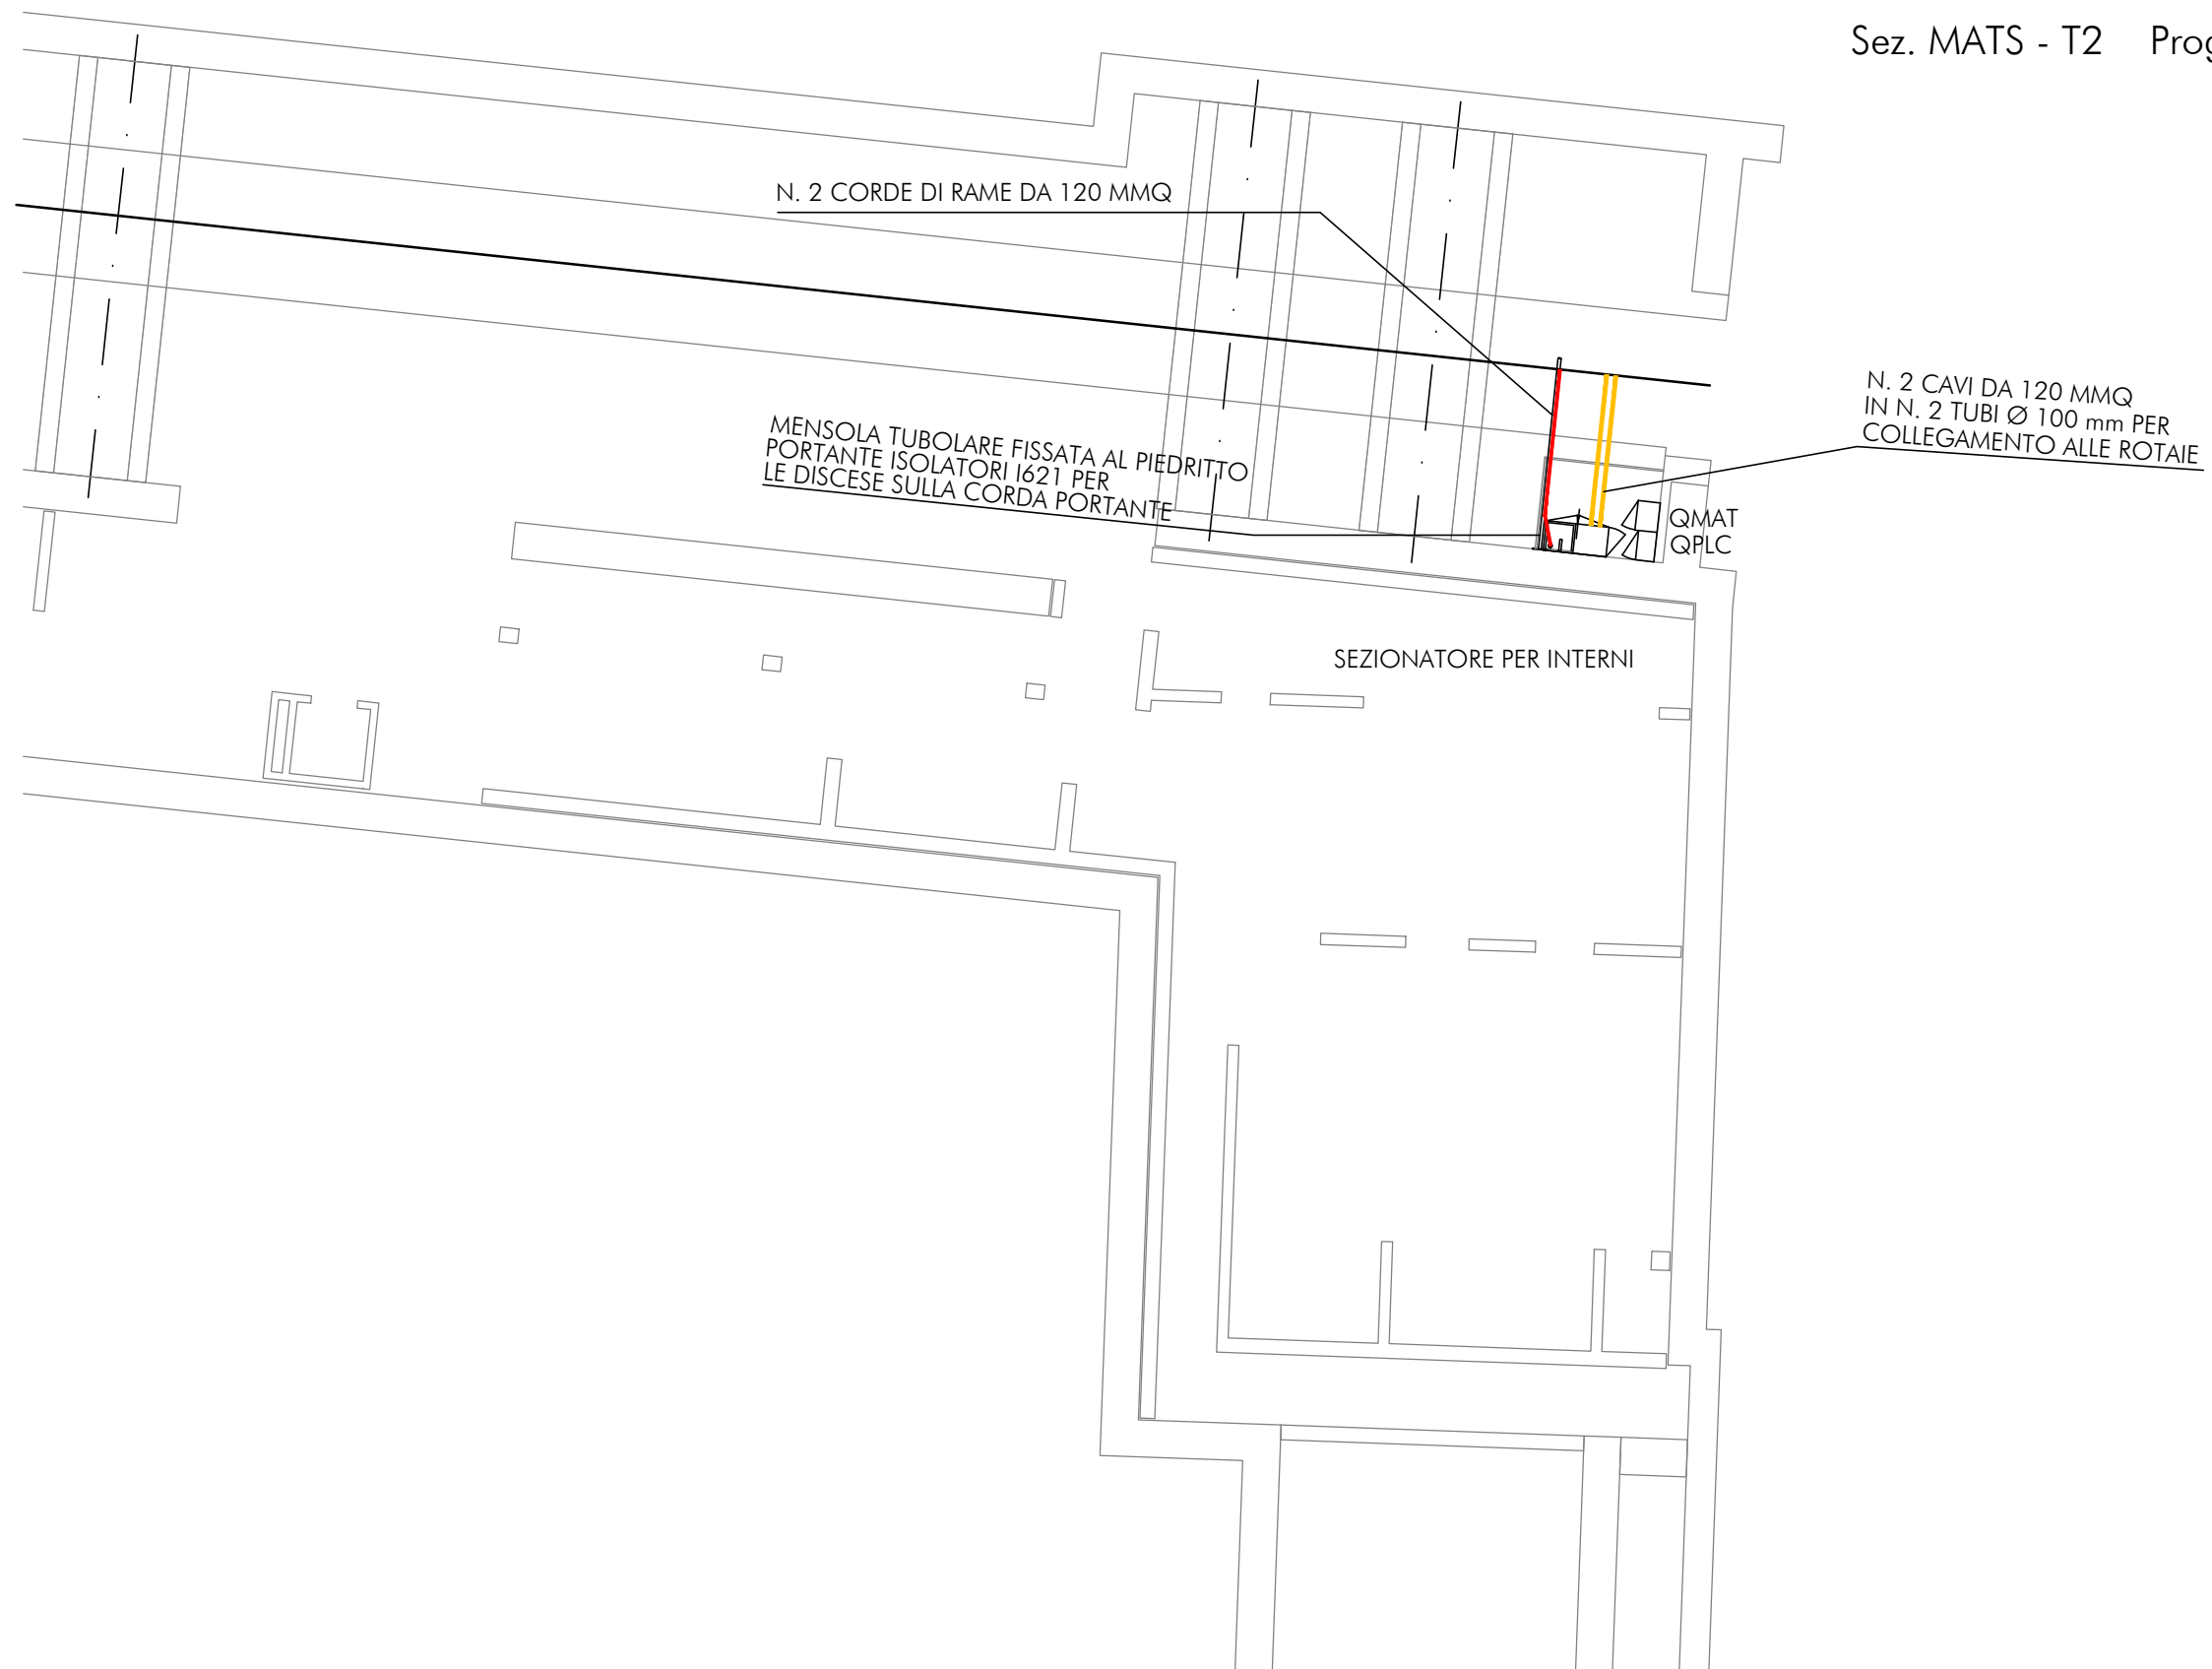 Sez. MATS - T2 Prog
N. 2 CORDE DI RAME DA 120 MMQ
N. 2 CAVI DA 120 MMQ
IN N. 2 TUBI Ø 100 mm PER
COLLEGAMENTO ALLE ROTAIE
MENSOLA TUBOLARE FISSATA AL PIEDRITTO
PORTANTE ISOLATORI I621 PER
LE DISCESE SULLA CORDA PORTANTE
QMAT
QPLC
SEZIONATORE PER INTERNI